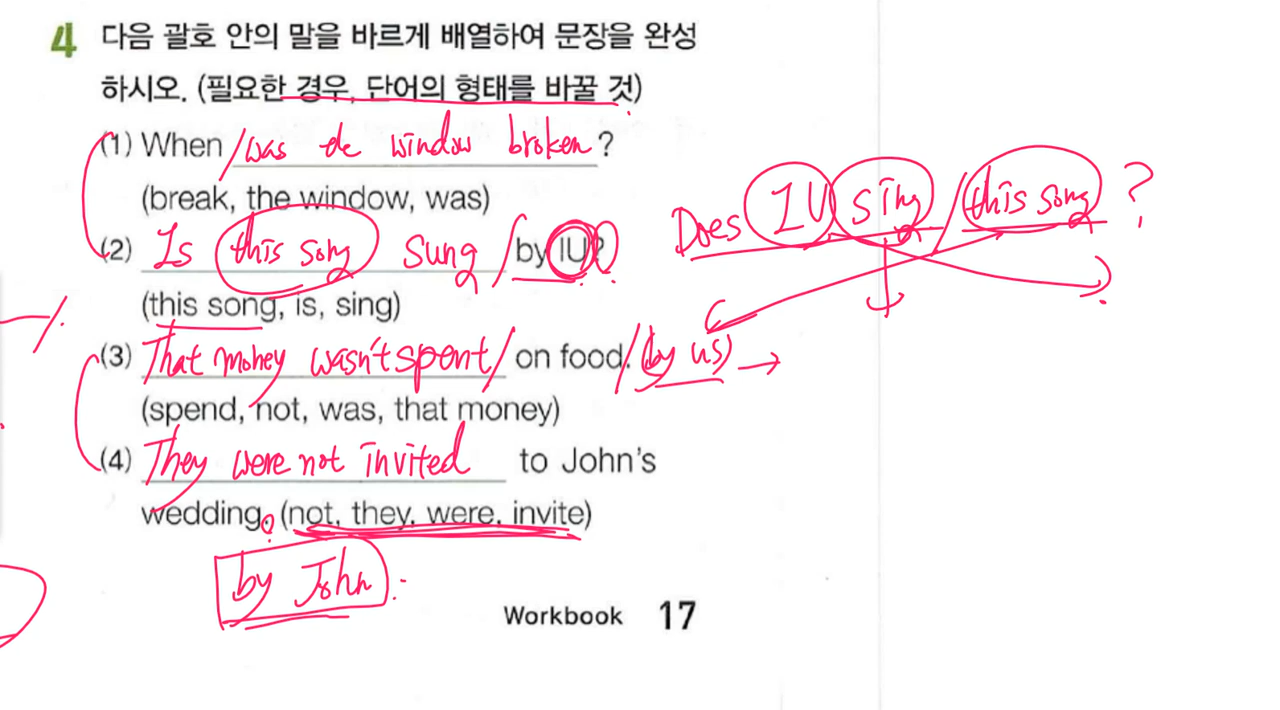 4 다음 괄호 안의 말을 바르게 배열하여 문장을 완성
하시오. (필요한 경우, 단어의 형태를 바꿀 것)
(1) When / was the window broken ?
(break, the window, was)
(2) Is this song sung / by IU?
(this song, is, sing)
Does IU sing / this song ?
(3) That money wasn't spent / on food. / (by us) →
(spend, not, was, that money)
(4) They were not invited to John's
wedding. (not, they, were, invite)
by John.
Workbook 17